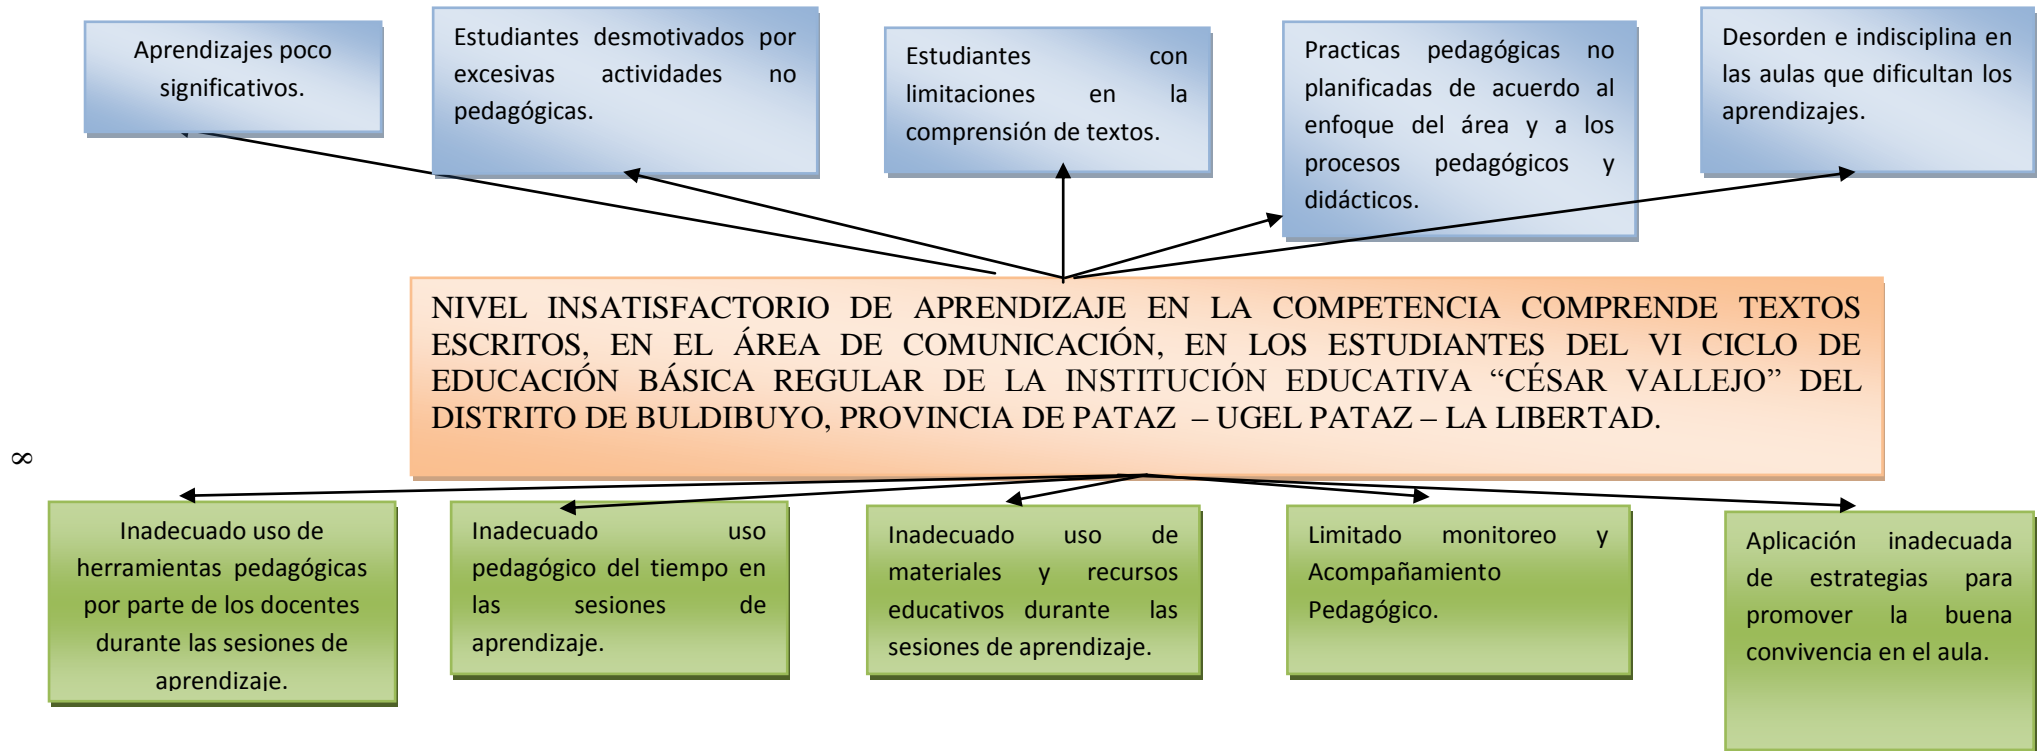 Aprendizajes poco
significativos.
Estudiantes desmotivados por
excesivas actividades no
pedagógicas.
Estudiantes con
limitaciones en la
comprensión de textos.
Practicas pedagógicas no
planificadas de acuerdo al
enfoque del área y a los
procesos pedagógicos y
didácticos.
Desorden e indisciplina en
las aulas que dificultan los
aprendizajes.
NIVEL INSATISFACTORIO DE APRENDIZAJE EN LA COMPETENCIA COMPRENDE TEXTOS
ESCRITOS, EN EL ÁREA DE COMUNICACIÓN, EN LOS ESTUDIANTES DEL VI CICLO DE
EDUCACIÓN BÁSICA REGULAR DE LA INSTITUCIÓN EDUCATIVA “CÉSAR VALLEJO” DEL
DISTRITO DE BULDIBUYO, PROVINCIA DE PATAZ – UGEL PATAZ – LA LIBERTAD.
8
Inadecuado uso de
herramientas pedagógicas
por parte de los docentes
durante las sesiones de
aprendizaje.
Inadecuado uso
pedagógico del tiempo en
las sesiones de
aprendizaje.
Inadecuado uso de
materiales y recursos
educativos durante las
sesiones de aprendizaje.
Limitado monitoreo y
Acompañamiento
Pedagógico.
Aplicación inadecuada
de estrategias para
promover la buena
convivencia en el aula.